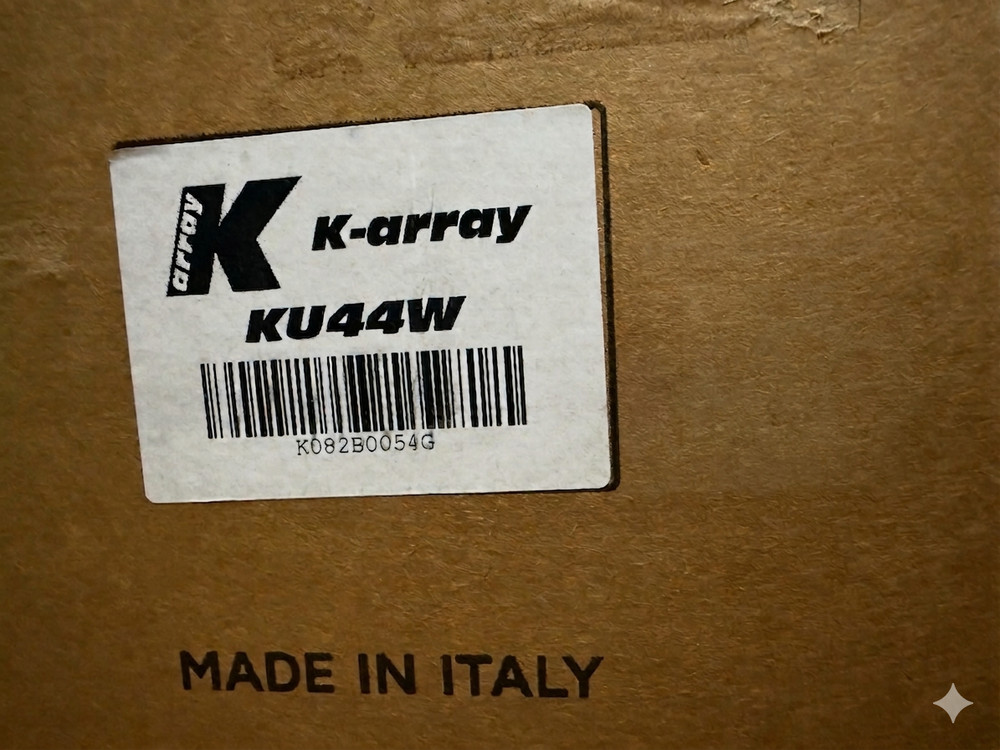 array K K-array
KU44W
K082B0054G
MADE IN ITALY